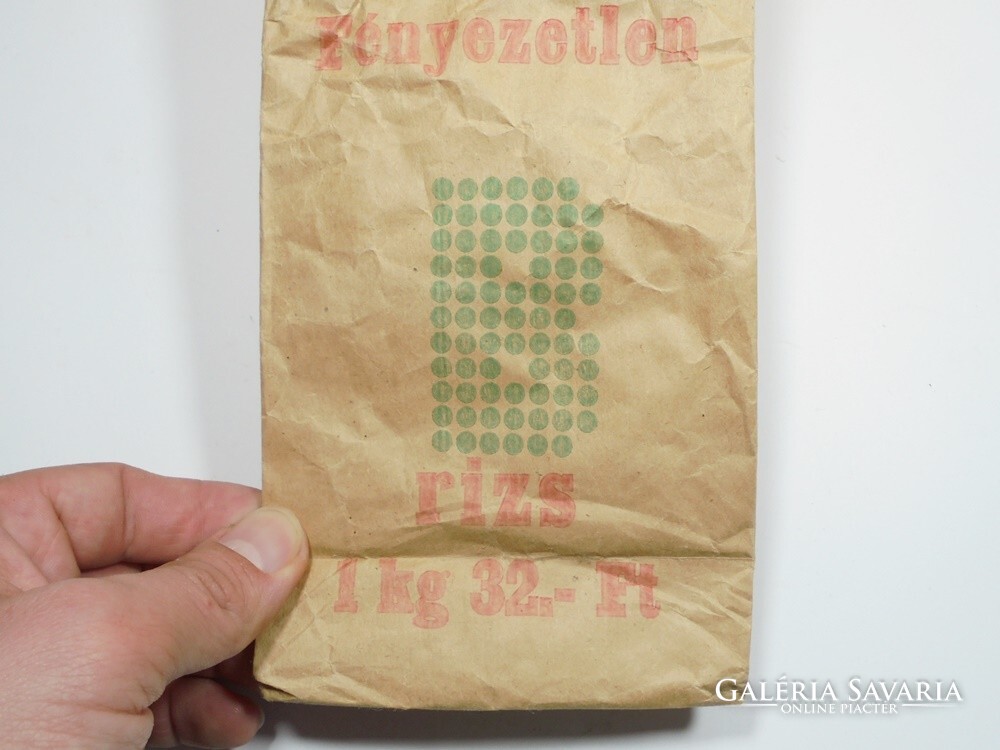 Fényezetlen
B
rizs
1 kg 32.- Ft
GALÉRIA SAVARIA
ONLINE PIACTÉR